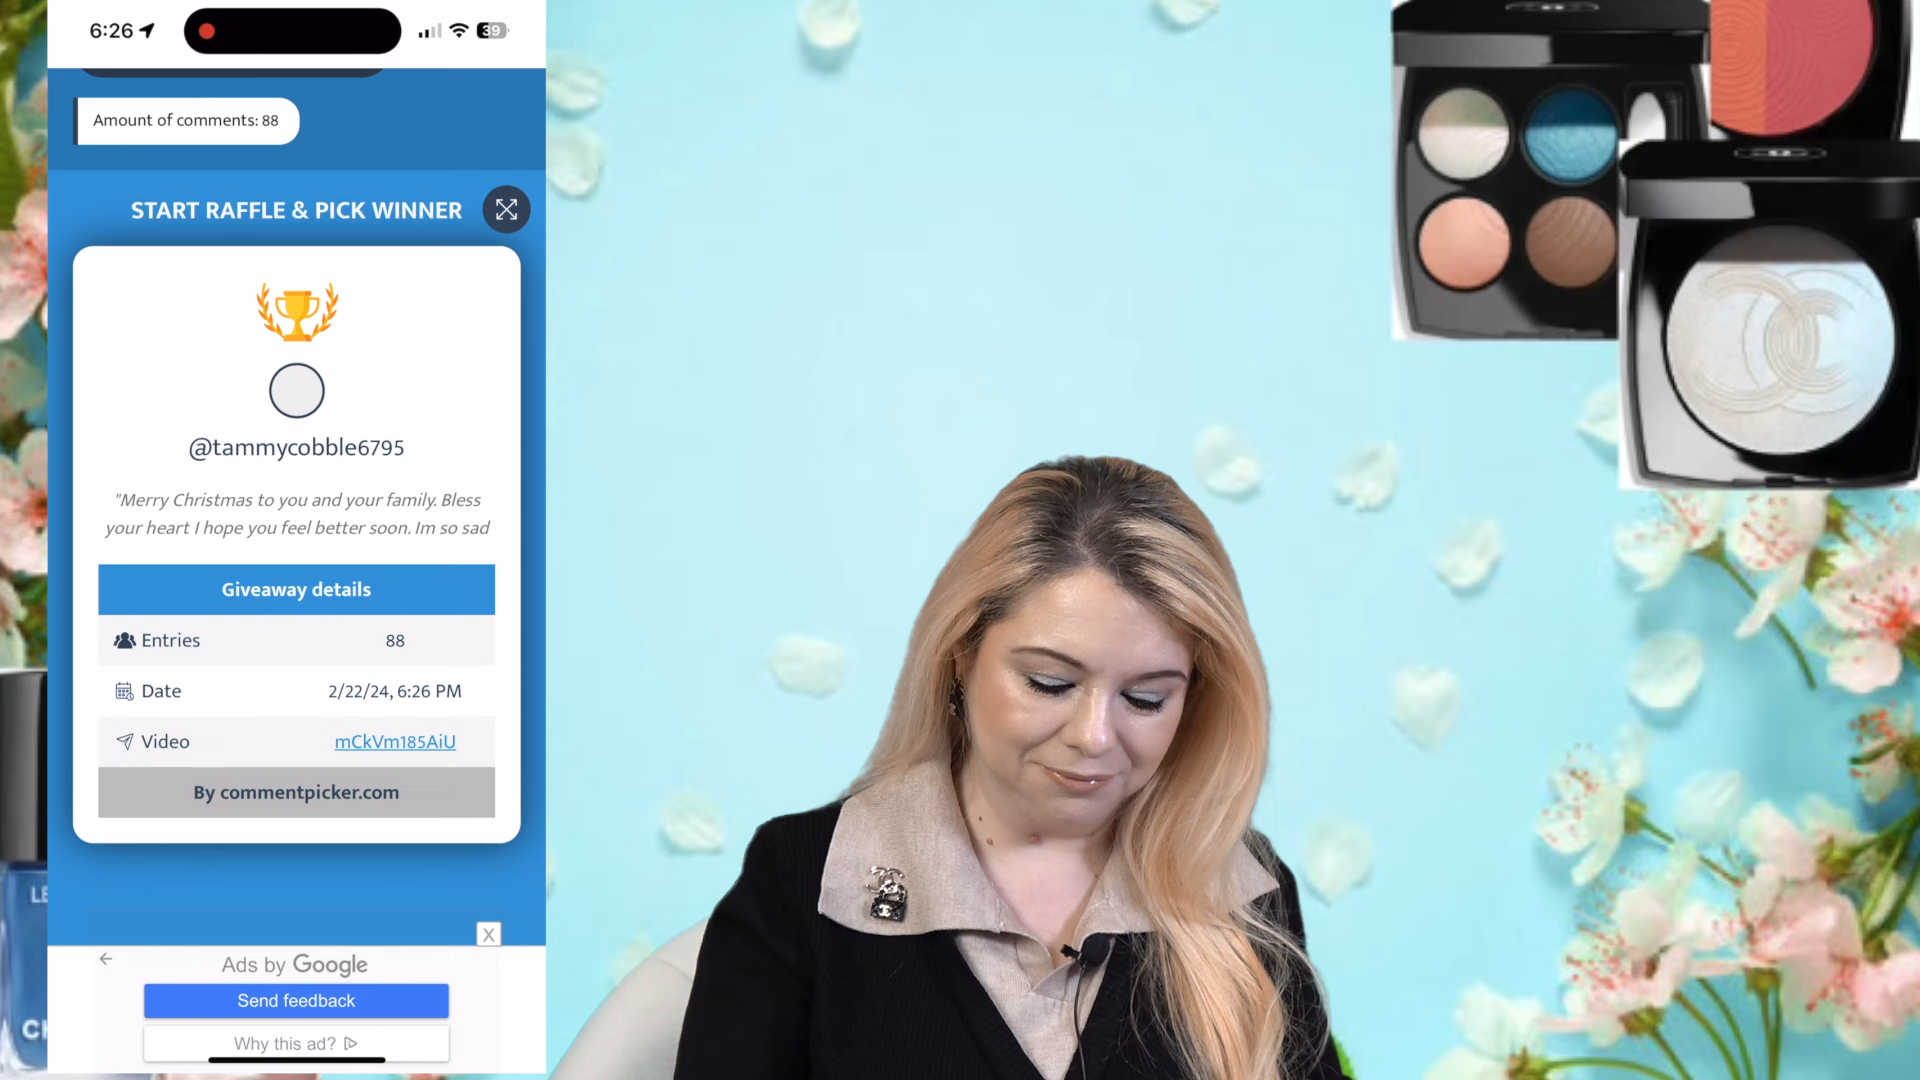 6:26
39
Amount of comments: 88
START RAFFLE & PICK WINNER
@tammycobble6795
"Merry Christmas to you and your family. Bless
your heart I hope you feel better soon. Im so sad
Giveaway details
Entries 88
Date 2/22/24, 6:26 PM
Video mCkVm185AiU
By commentpicker.com
X
Ads by Google
Send feedback
Why this ad?
LE
CH